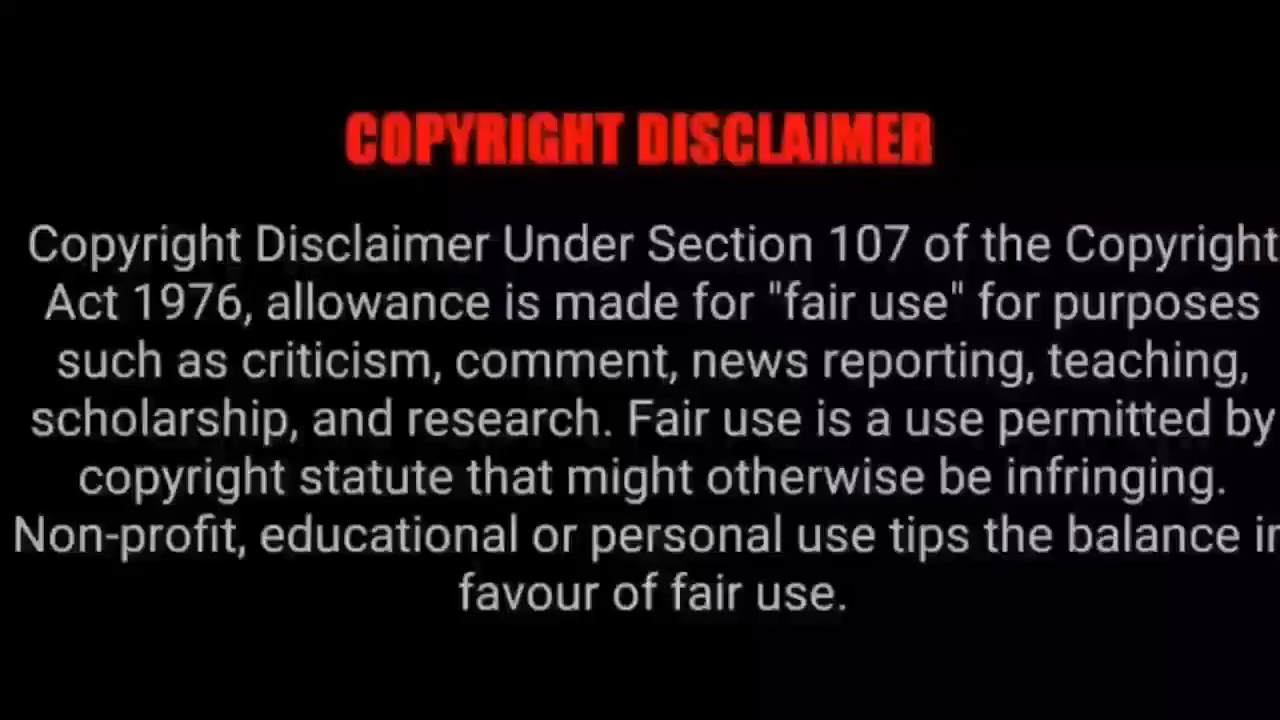 COPYRIGHT DISCLAIMER
Copyright Disclaimer Under Section 107 of the Copyright
Act 1976, allowance is made for "fair use" for purposes
such as criticism, comment, news reporting, teaching,
scholarship, and research. Fair use is a use permitted by
copyright statute that might otherwise be infringing.
Non-profit, educational or personal use tips the balance in
favour of fair use.